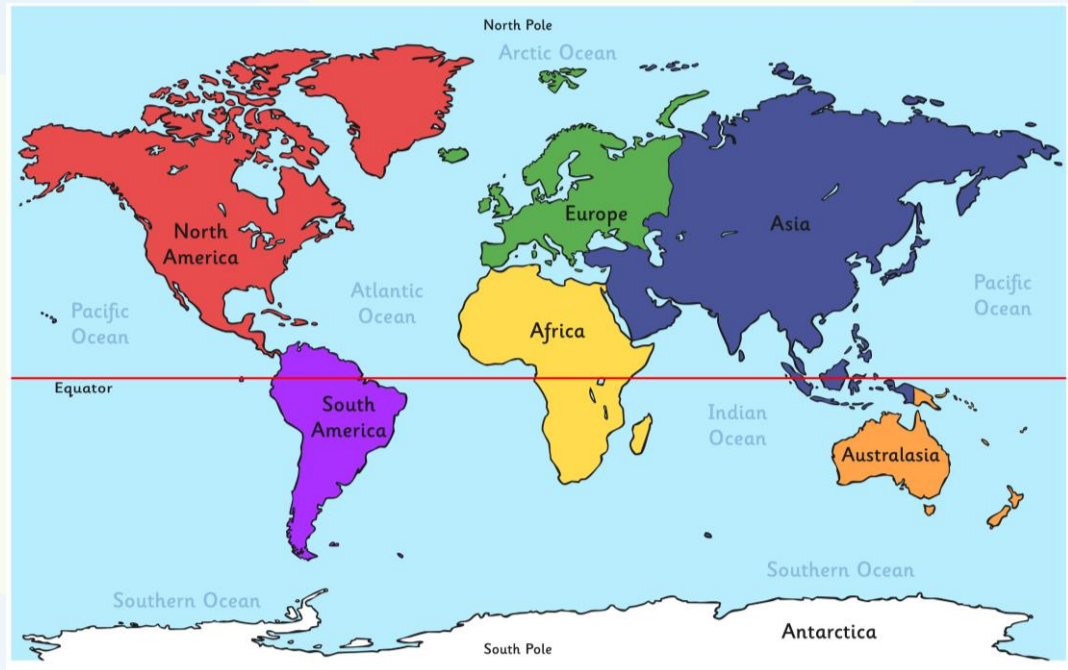 North Pole
Arctic Ocean
North
America
Europe
Asia
Pacific
Ocean
Atlantic
Ocean
Pacific
Ocean
Africa
Equator
South
America
Indian
Ocean
Australasia
Southern Ocean
Southern Ocean
Antarctica
South Pole